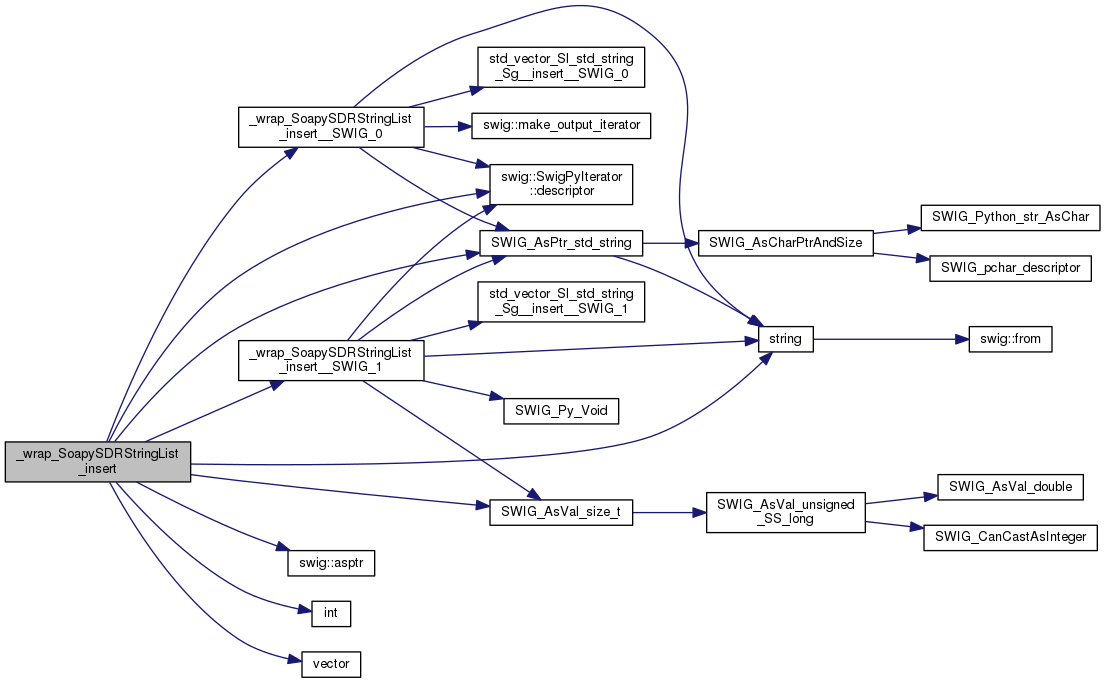 std_vector_Sl_std_string
_Sg__insert__SWIG_0
_wrap_SoapySDRStringList
_insert__SWIG_0
swig::make_output_iterator
swig::SwigPyIterator
::descriptor
SWIG_Python_str_AsChar
SWIG_AsPtr_std_string
SWIG_AsCharPtrAndSize
SWIG_pchar_descriptor
std_vector_Sl_std_string
_Sg__insert__SWIG_1
string
swig::from
_wrap_SoapySDRStringList
_insert__SWIG_1
SWIG_Py_Void
_wrap_SoapySDRStringList
_insert
SWIG_AsVal_double
SWIG_AsVal_size_t
SWIG_AsVal_unsigned
_SS_long
SWIG_CanCastAsInteger
swig::asptr
int
vector